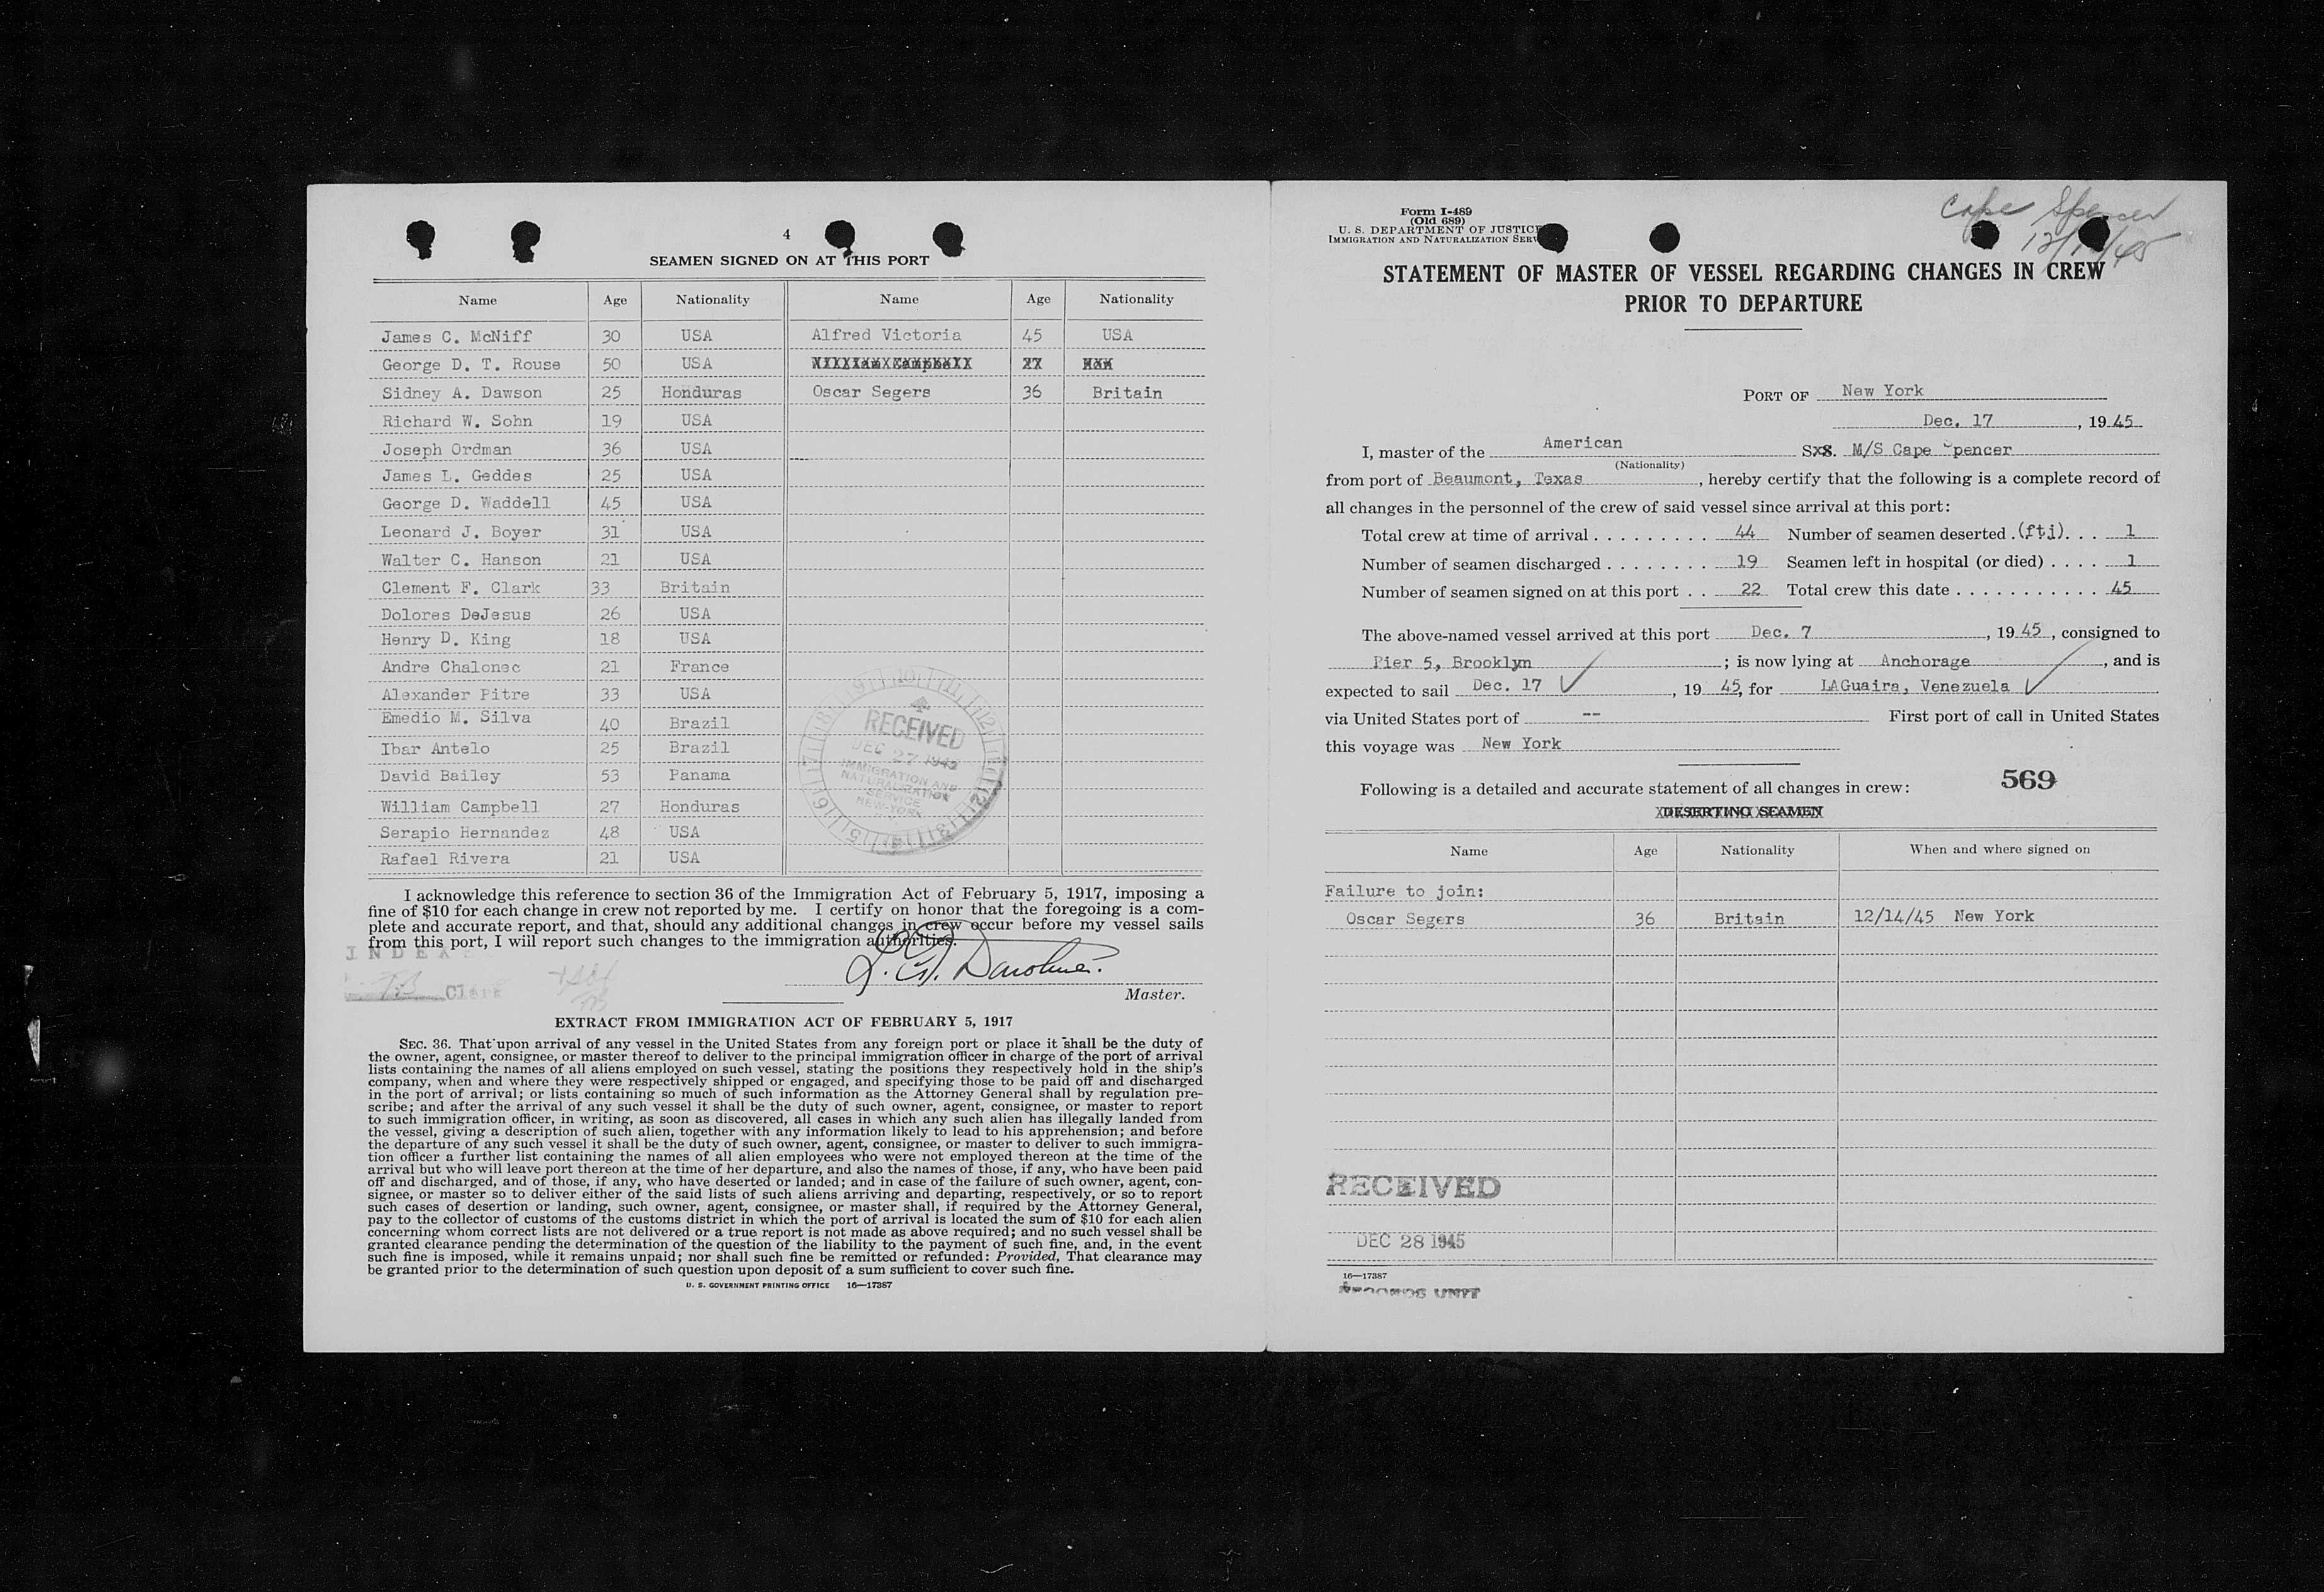 4
SEAMEN SIGNED ON AT THIS PORT
Name Age Nationality Name Age Nationality
James C. McNiff 30 USA Alfred Victoria 45 USA
George D. T. Rouse 50 USA
Sidney A. Dawson 25 Honduras Oscar Segers 36 Britain
Richard W. Sohn 19 USA
Joseph Ordman 36 USA
James L. Geddes 25 USA
George D. Waddell 45 USA
Leonard J. Boyer 31 USA
Walter C. Hanson 21 USA
Clement F. Clark 33 Britain
Dolores DeJesus 26 USA
Henry D. King 18 USA
Andre Chalonec 21 France
Alexander Pitre 33 USA
Emedio M. Silva 40 Brazil
Ibar Antelo 25 Brazil
David Bailey 53 Panama
William Campbell 27 Honduras
Serapio Hernandez 48 USA
Rafael Rivera 21 USA
RECEIVED
DEC 27 1945
IMMIGRATION AND
NATURALIZATION
SERVICE
NEW-YORK
I acknowledge this reference to section 36 of the Immigration Act of February 5, 1917, imposing a
fine of $10 for each change in crew not reported by me. I certify on honor that the foregoing is a com-
plete and accurate report, and that, should any additional changes in crew occur before my vessel sails
from this port, I will report such changes to the immigration authorities.
INDEX
Clerk
Master.
EXTRACT FROM IMMIGRATION ACT OF FEBRUARY 5, 1917
SEC. 36. That upon arrival of any vessel in the United States from any foreign port or place it shall be the duty of
the owner, agent, consignee, or master thereof to deliver to the principal immigration officer in charge of the port of arrival
lists containing the names of all aliens employed on such vessel, stating the positions they respectively hold in the ship's
company, when and where they were respectively shipped or engaged, and specifying those to be paid off and discharged
in the port of arrival; or lists containing so much of such information as the Attorney General shall by regulation pre-
scribe; and after the arrival of any such vessel it shall be the duty of such owner, agent, consignee, or master to report
to such immigration officer, in writing, as soon as discovered, all cases in which any such alien has illegally landed from
the vessel, giving a description of such alien, together with any information likely to lead to his apprehension; and before
the departure of any such vessel it shall be the duty of such owner, agent, consignee, or master to deliver to such immigra-
tion officer a further list containing the names of all alien employees who were not employed thereon at the time of the
arrival but who will leave port thereon at the time of her departure, and also the names of those, if any, who have been paid
off and discharged, and of those, if any, who have deserted or landed; and in case of the failure of such owner, agent, con-
signee, or master so to deliver either of the said lists of such aliens arriving and departing, respectively, or so to report
such cases of desertion or landing, such owner, agent, consignee, or master shall, if required by the Attorney General,
pay to the collector of customs of the customs district in which the port of arrival is located the sum of $10 for each alien
concerning whom correct lists are not delivered or a true report is not made as above required; and no such vessel shall be
granted clearance pending the determination of the question of the liability to the payment of such fine, and, in the event
such fine is imposed, while it remains unpaid; nor shall such fine be remitted or refunded: Provided, That clearance may
be granted prior to the determination of such question upon deposit of a sum sufficient to cover such fine.
U. S. GOVERNMENT PRINTING OFFICE 16—17387
Form I-489
(Old 689)
U. S. DEPARTMENT OF JUSTICE
IMMIGRATION AND NATURALIZATION SERV
Cape Spencer
STATEMENT OF MASTER OF VESSEL REGARDING CHANGES IN CREW
PRIOR TO DEPARTURE
PORT OF New York
Dec. 17, 1945
I, master of the American SxS. M/S Cape Spencer
(Nationality)
from port of Beaumont, Texas, hereby certify that the following is a complete record of
all changes in the personnel of the crew of said vessel since arrival at this port:
Total crew at time of arrival 44 Number of seamen deserted (ftj) 1
Number of seamen discharged 19 Seamen left in hospital (or died) 1
Number of seamen signed on at this port 22 Total crew this date 45
The above-named vessel arrived at this port Dec. 7, 1945, consigned to
Pier 5, Brooklyn; is now lying at Anchorage, and is
expected to sail Dec. 17, 1945, for LAGuaira, Venezuela
via United States port of -- First port of call in United States
this voyage was New York
Following is a detailed and accurate statement of all changes in crew: 569
DESERTING SEAMEN
Name Age Nationality When and where signed on
Failure to join:
Oscar Segers 36 Britain 12/14/45 New York
RECEIVED
DEC 28 1945
16—17387
RECORDS UNIT